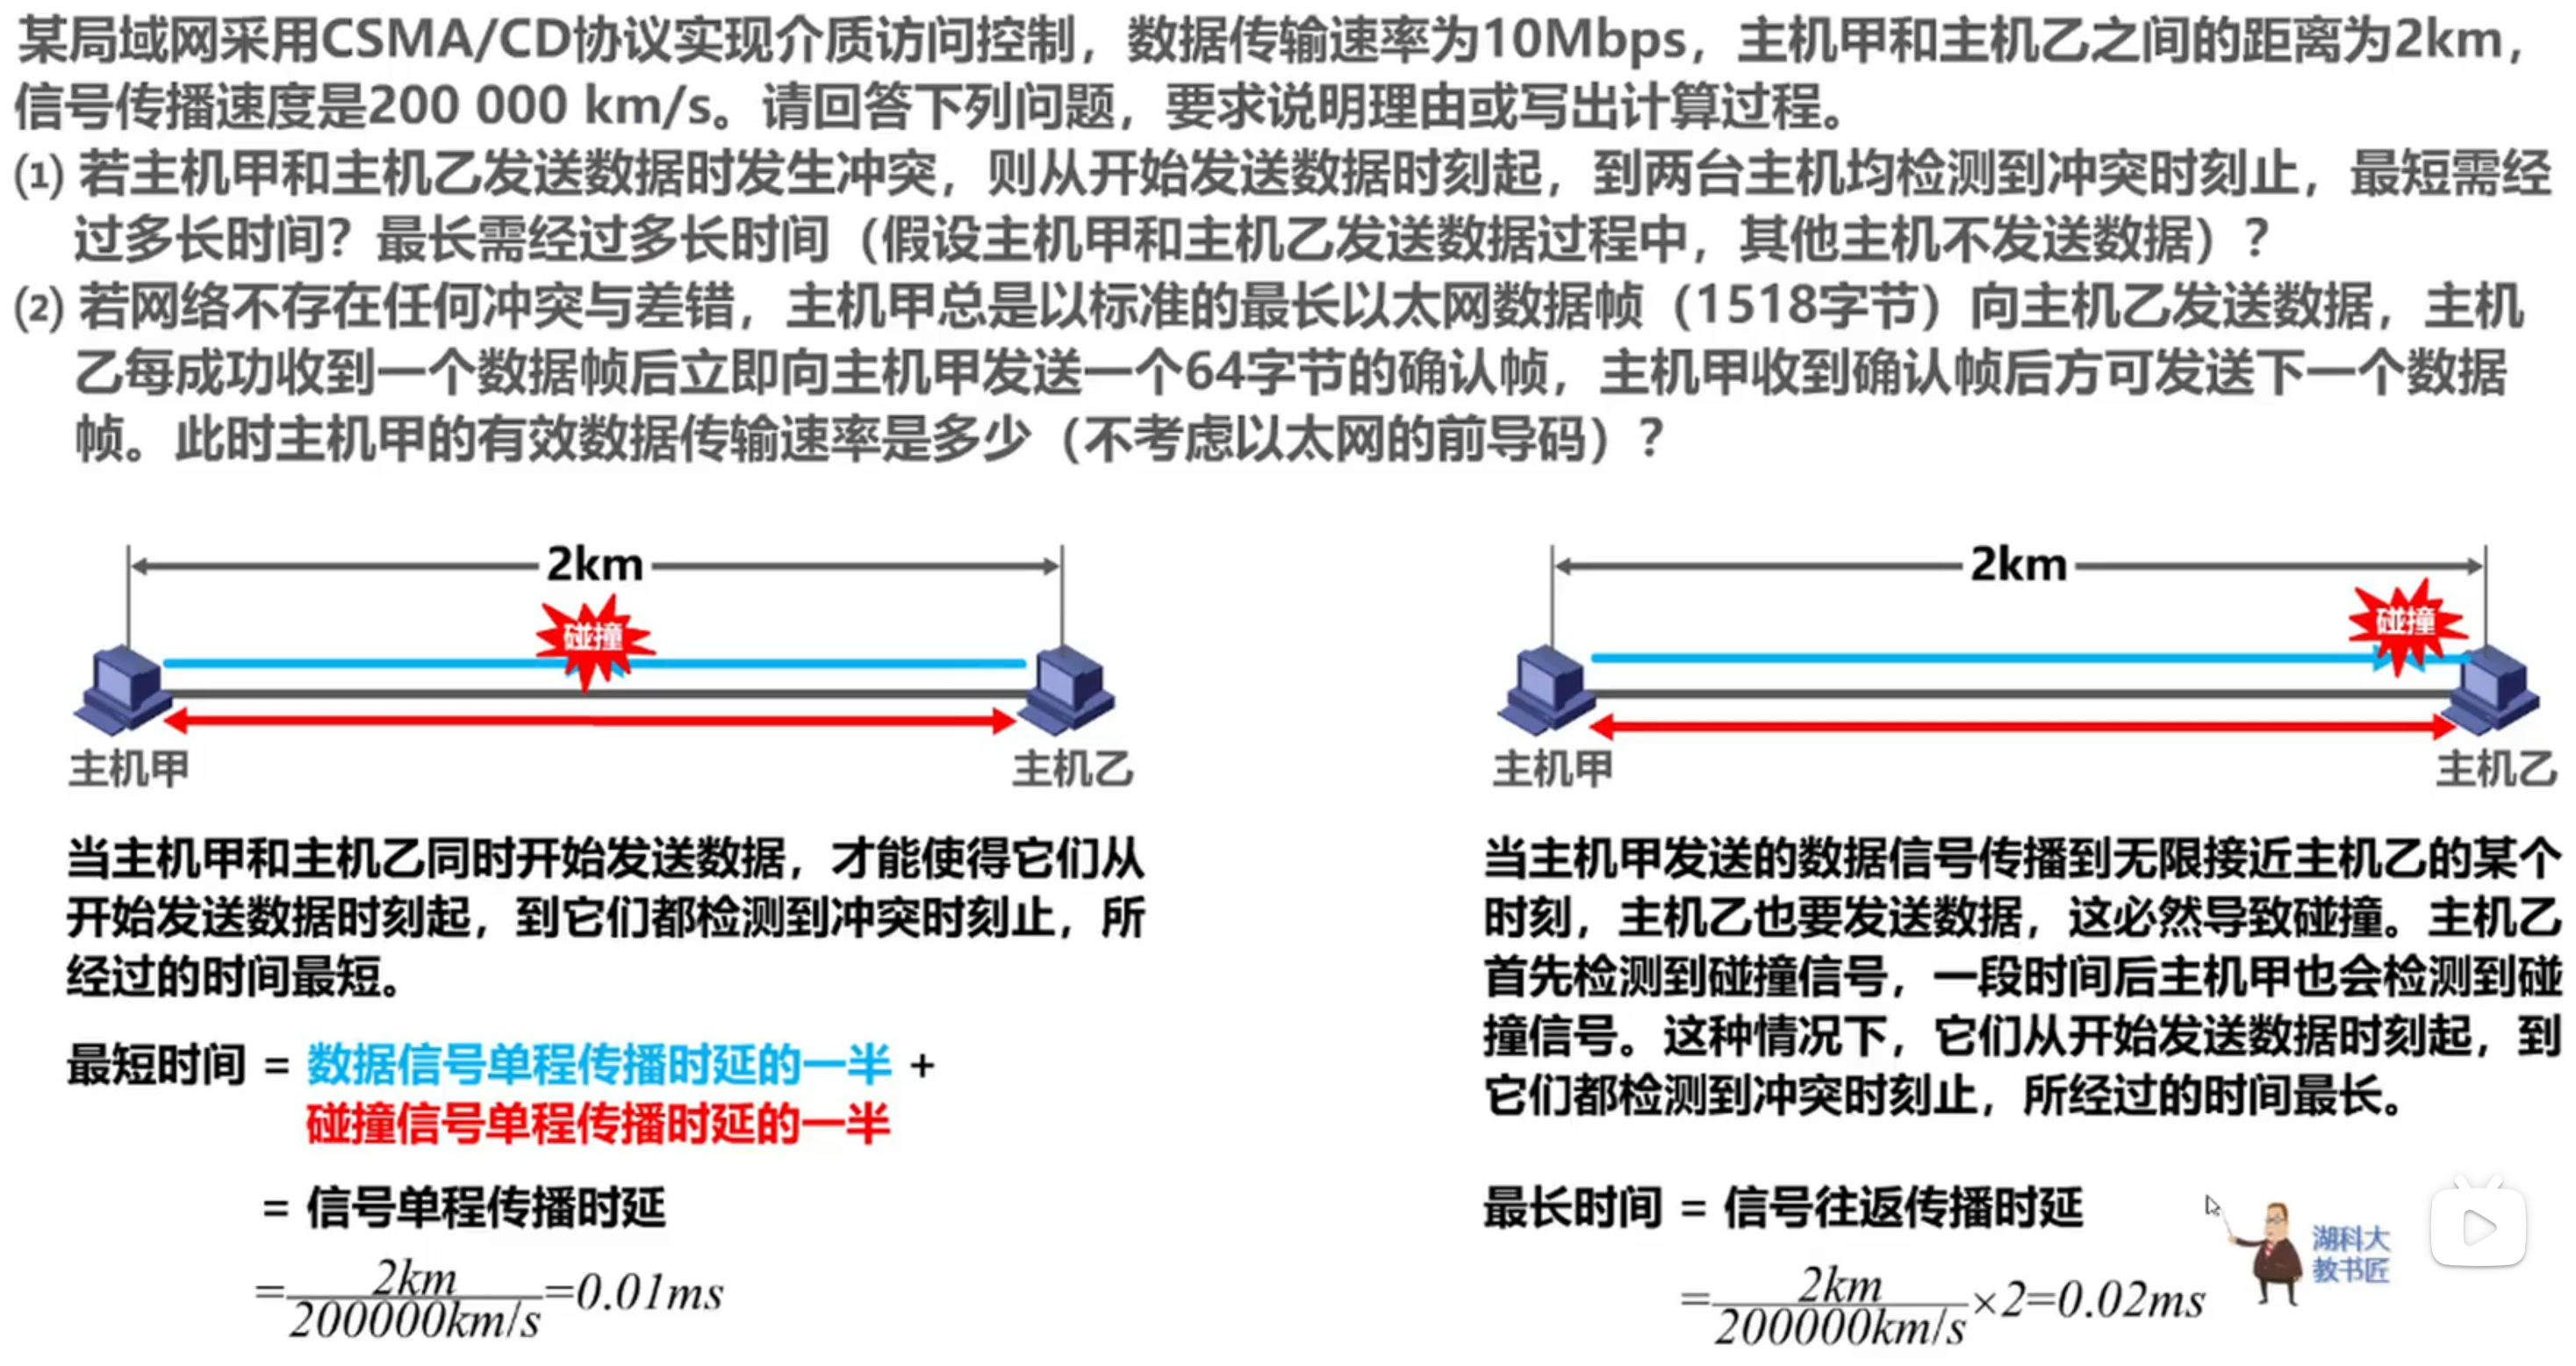 某局域网采用CSMA/CD协议实现介质访问控制，数据传输速率为10Mbps，主机甲和主机乙之间的距离为2km，
信号传播速度是200 000 km/s。请回答下列问题，要求说明理由或写出计算过程。
⑴ 若主机甲和主机乙发送数据时发生冲突，则从开始发送数据时刻起，到两台主机均检测到冲突时刻止，最短需经
过多长时间？最长需经过多长时间（假设主机甲和主机乙发送数据过程中，其他主机不发送数据）？
⑵ 若网络不存在任何冲突与差错，主机甲总是以标准的最长以太网数据帧（1518字节）向主机乙发送数据，主机
乙每成功收到一个数据帧后立即向主机甲发送一个64字节的确认帧，主机甲收到确认帧后方可发送下一个数据
帧。此时主机甲的有效数据传输速率是多少（不考虑以太网的前导码）？
2km
碰撞
主机甲
主机乙
当主机甲和主机乙同时开始发送数据，才能使得它们从
开始发送数据时刻起，到它们都检测到冲突时刻止，所
经过的时间最短。
最短时间 = 数据信号单程传播时延的一半 +
碰撞信号单程传播时延的一半
= 信号单程传播时延
=2km/200000km/s=0.01ms
2km
碰撞
主机甲
主机乙
当主机甲发送的数据信号传播到无限接近主机乙的某个
时刻，主机乙也要发送数据，这必然导致碰撞。主机乙
首先检测到碰撞信号，一段时间后主机甲也会检测到碰
撞信号。这种情况下，它们从开始发送数据时刻起，到
它们都检测到冲突时刻止，所经过的时间最长。
最长时间 = 信号往返传播时延
=2km/200000km/s×2=0.02ms
湖科大
教书匠